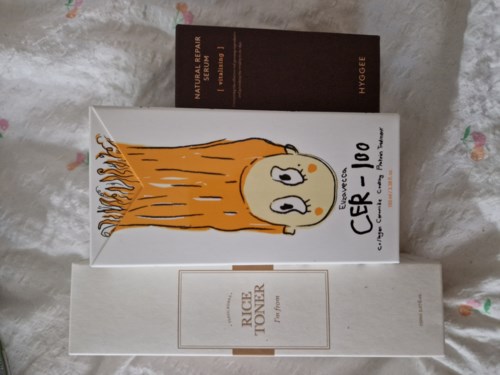 NATURAL REPAIR
SERUM
[ vitalizing ]
HYGGEE
Elizavecca
CER-100
Collagen Ceramide Coating Protein Treatment
RICE
TONER
I'm from